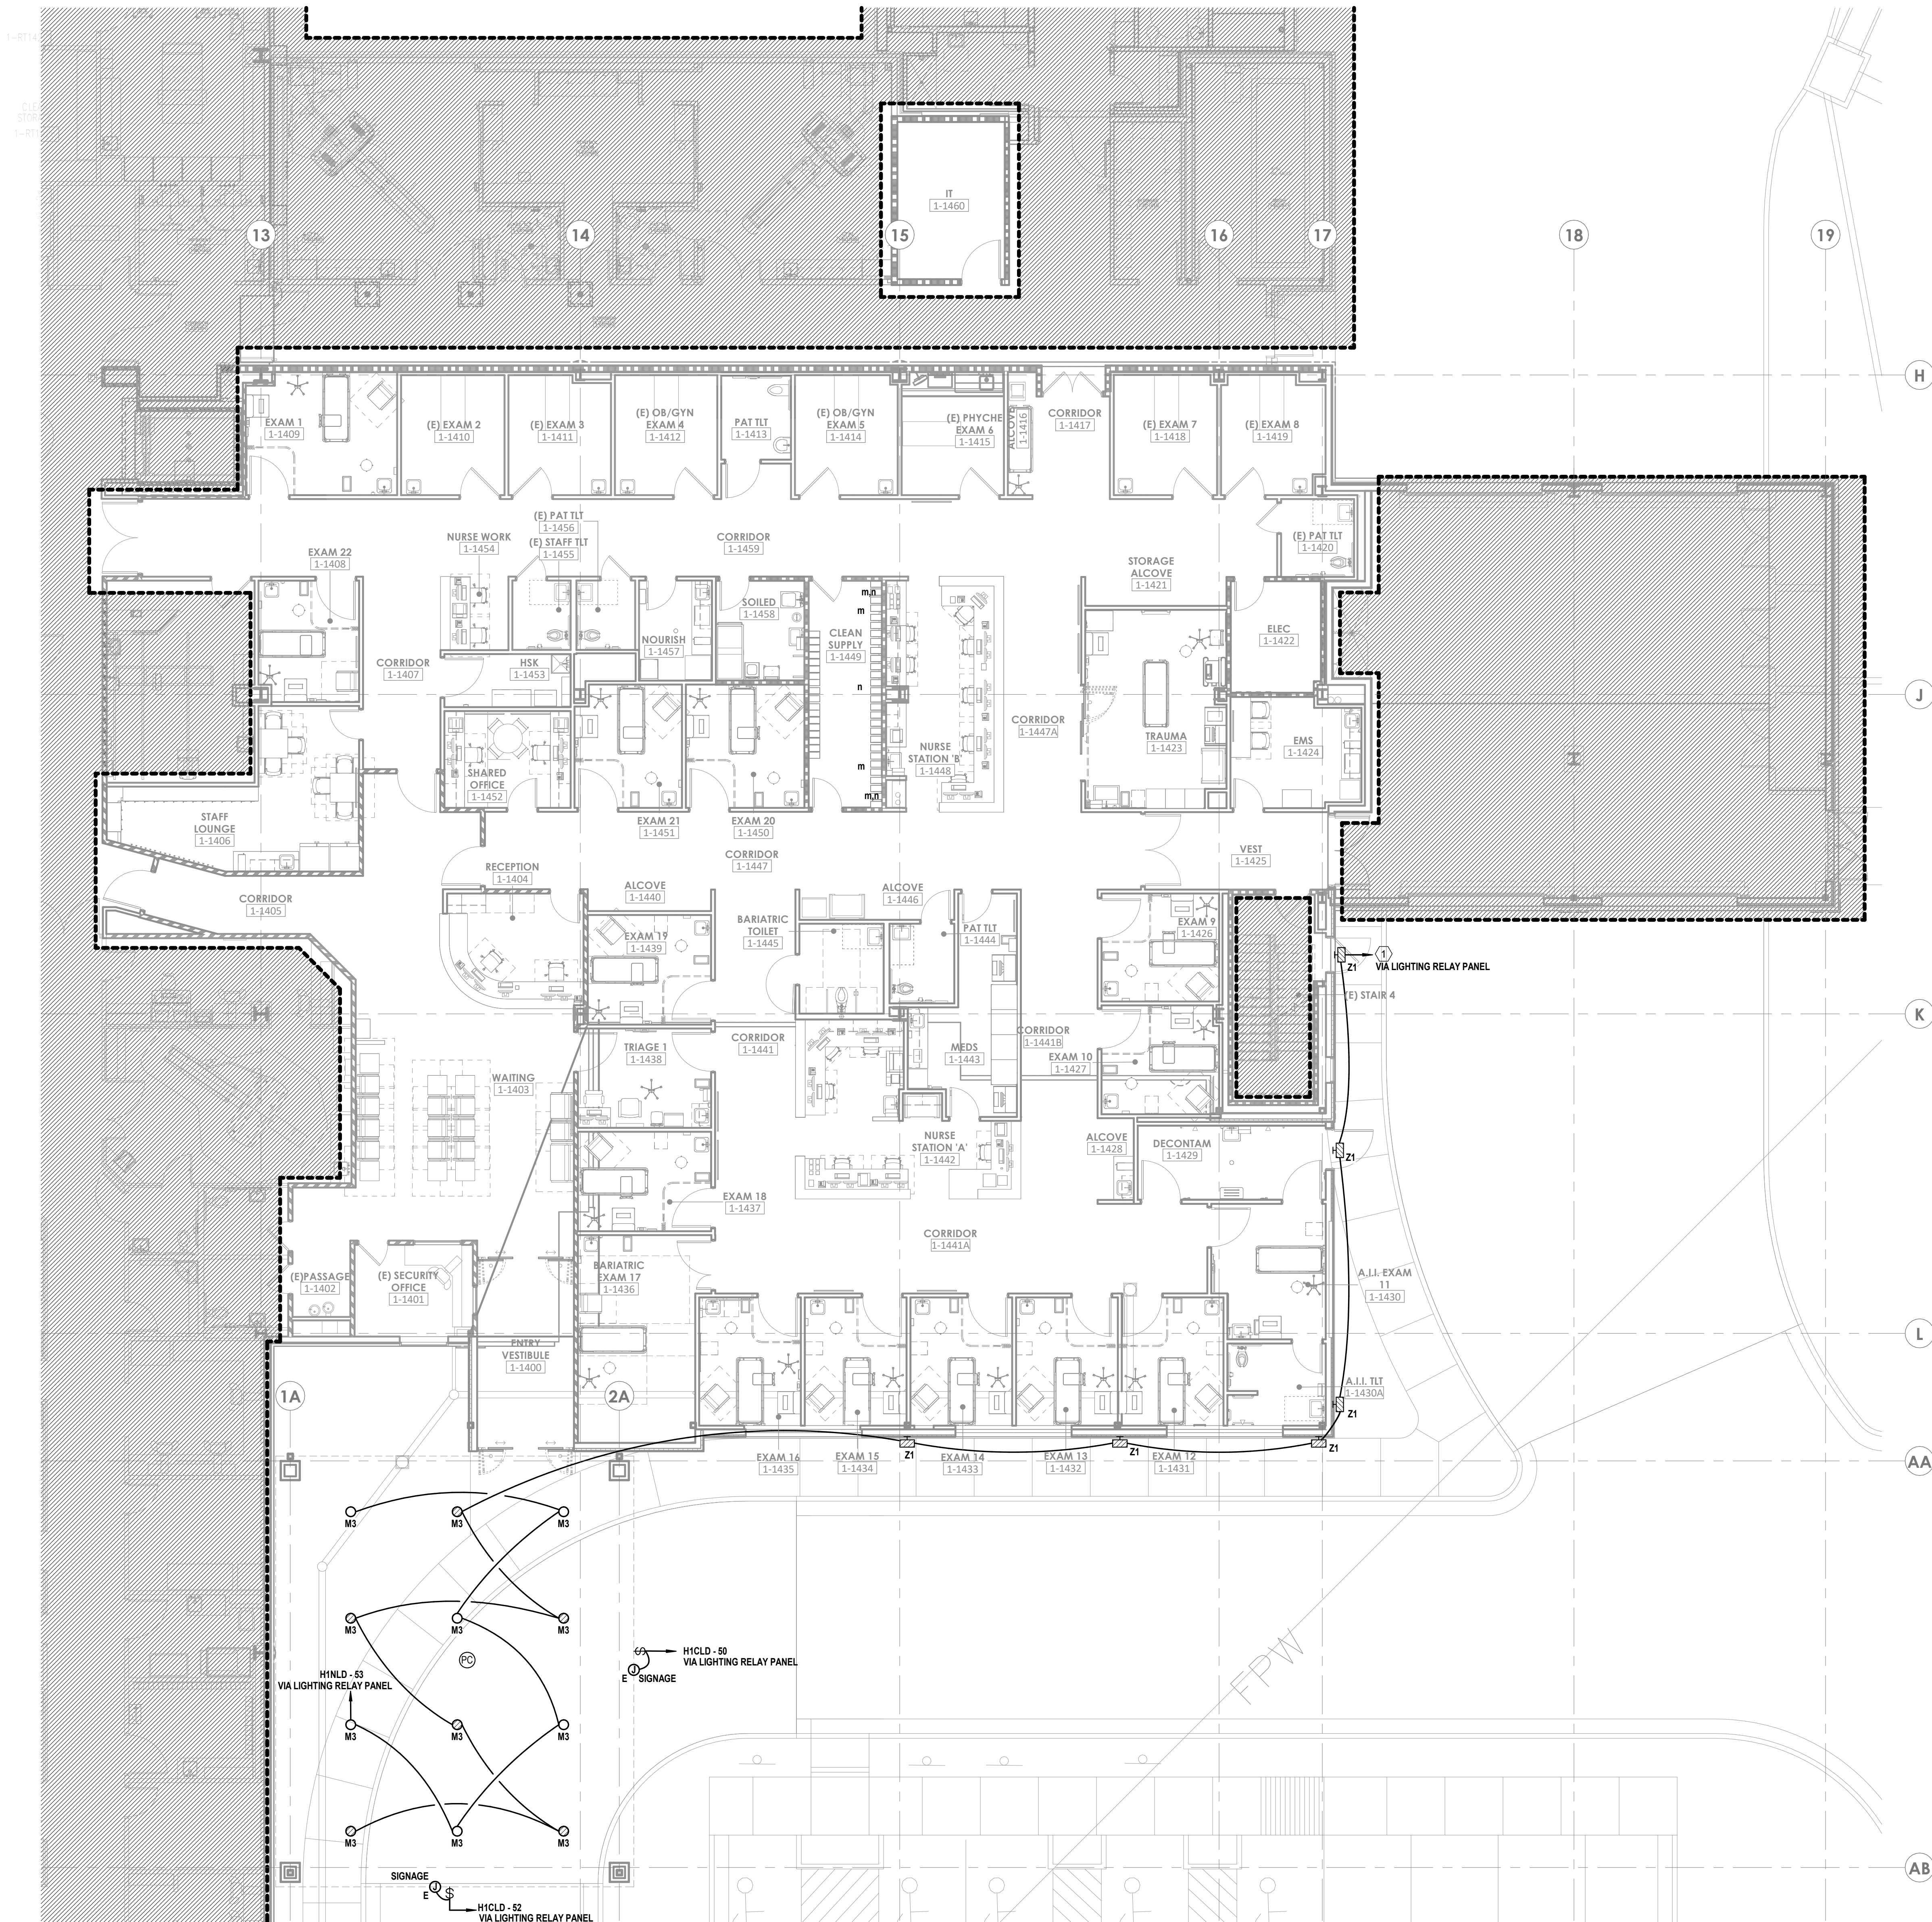 13
14
15
16
17
18
19
IT
1-1460
H
EXAM 1
1-1409
(E) EXAM 2
1-1410
(E) EXAM 3
1-1411
(E) OB/GYN
EXAM 4
1-1412
PAT TLT
1-1413
(E) OB/GYN
EXAM 5
1-1414
(E) PHYCHE
EXAM 6
1-1415
ALCOVE
1-1416
CORRIDOR
1-1417
(E) EXAM 7
1-1418
(E) EXAM 8
1-1419
EXAM 22
1-1408
NURSE WORK
1-1454
(E) PAT TLT
1-1456
(E) STAFF TLT
1-1455
CORRIDOR
1-1459
STORAGE
ALCOVE
1-1421
(E) PAT TLT
1-1420
CORRIDOR
1-1407
HSK
1-1453
NOURISH
1-1457
SOILED
1-1458
CLEAN
SUPPLY
1-1449
m,n
m
n
m
m,n
ELEC
1-1422
J
SHARED
OFFICE
1-1452
NURSE
STATION 'B'
1-1448
CORRIDOR
1-1447A
TRAUMA
1-1423
EMS
1-1424
STAFF
LOUNGE
1-1406
EXAM 21
1-1451
EXAM 20
1-1450
CORRIDOR
1-1447
VEST
1-1425
RECEPTION
1-1404
ALCOVE
1-1440
ALCOVE
1-1446
CORRIDOR
1-1405
EXAM 19
1-1439
BARIATRIC
TOILET
1-1445
PAT TLT
1-1444
EXAM 9
1-1426
Z1
1
VIA LIGHTING RELAY PANEL
(E) STAIR 4
K
TRIAGE 1
1-1438
CORRIDOR
1-1441
MEDS
1-1443
CORRIDOR
1-1441B
EXAM 10
1-1427
WAITING
1-1403
NURSE
STATION 'A'
1-1442
ALCOVE
1-1428
DECONTAM
1-1429
Z1
EXAM 18
1-1437
CORRIDOR
1-1441A
(E)PASSAGE
1-1402
(E) SECURITY
OFFICE
1-1401
BARIATRIC
EXAM 17
1-1436
A.I.I. EXAM
11
1-1430
L
ENTRY
VESTIBULE
1-1400
1A
2A
A.I.I. TLT
1-1430A
Z1
Z1
Z1
Z1
EXAM 16
1-1435
EXAM 15
1-1434
EXAM 14
1-1433
EXAM 13
1-1432
EXAM 12
1-1431
AA
M3
M3
M3
M3
M3
M3
PC
H1CLD - 50
VIA LIGHTING RELAY PANEL
J
E
SIGNAGE
FPW
H1NLD - 53
VIA LIGHTING RELAY PANEL
M3
M3
M3
M3
M3
M3
AB
SIGNAGE
J
E
$
H1CLD - 52
VIA LIGHTING RELAY PANEL